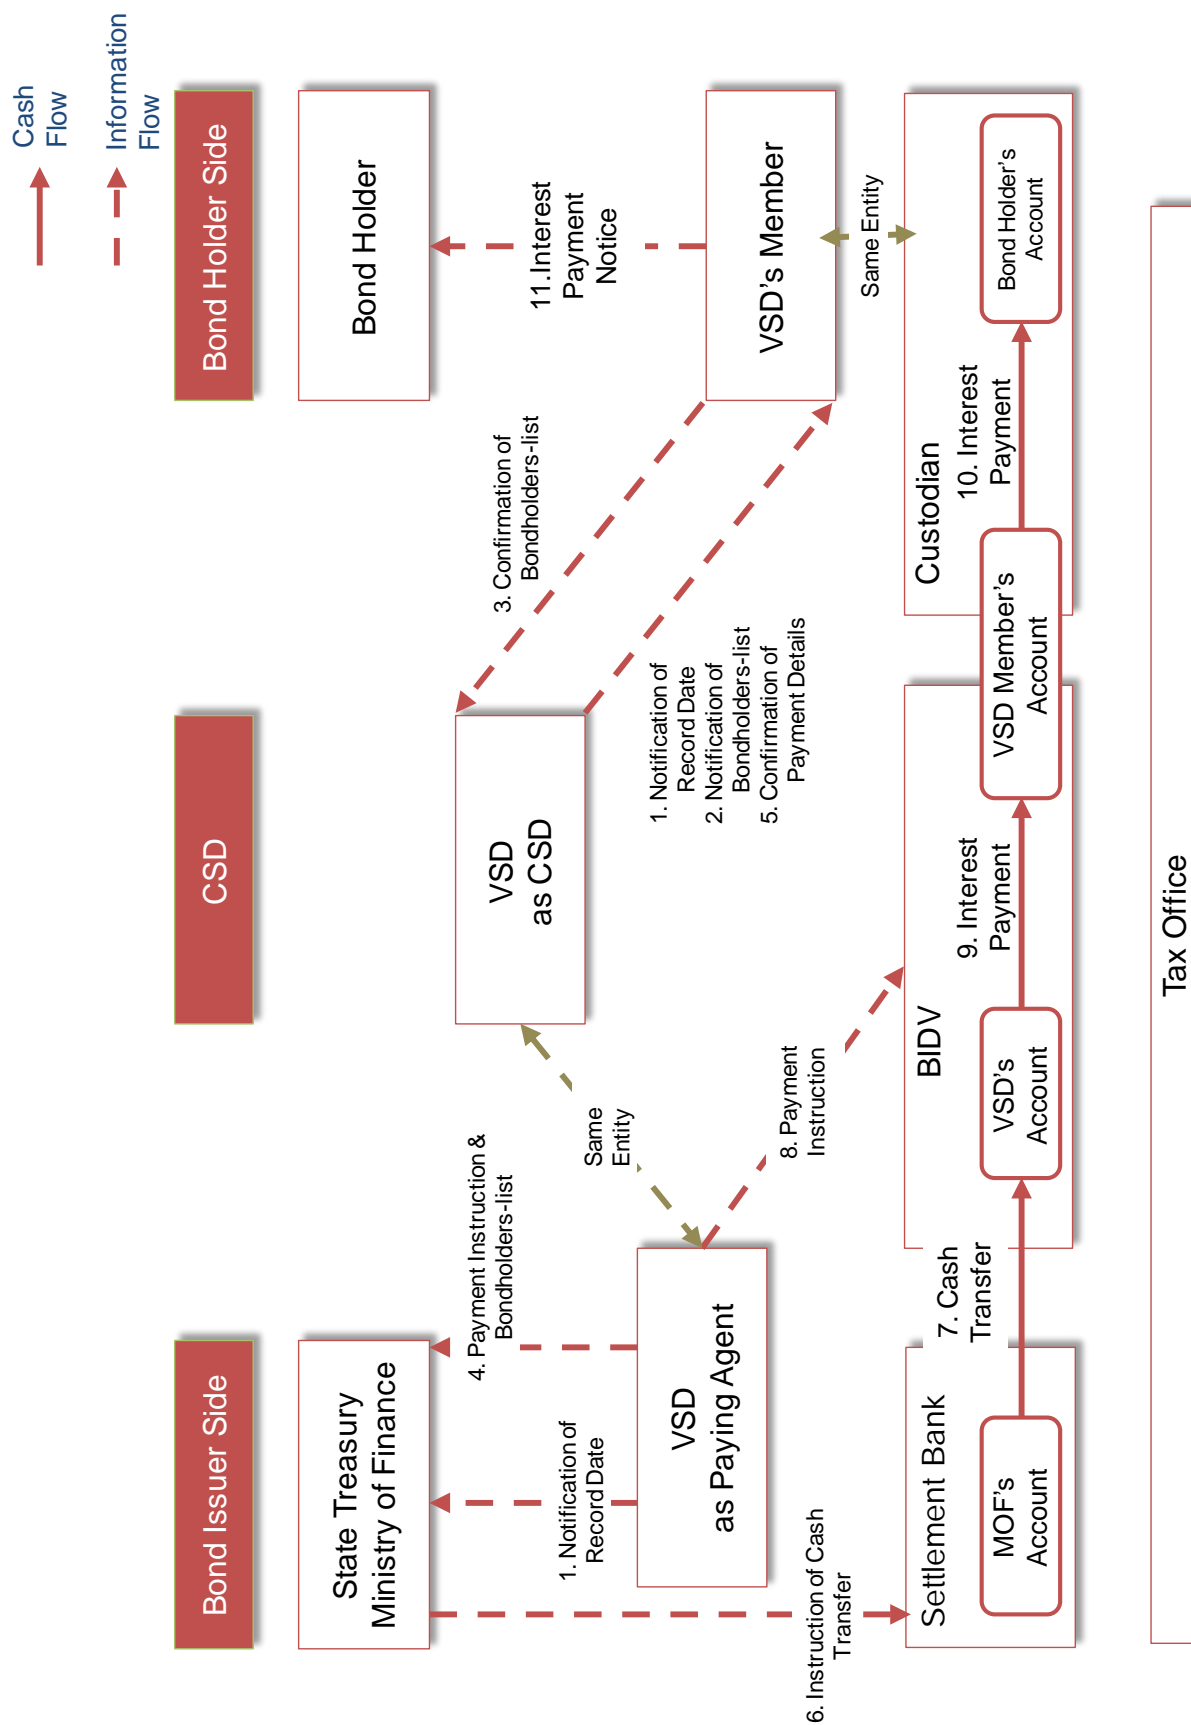 Cash
Flow
Information
Flow
Bond Issuer Side
CSD
Bond Holder Side
State Treasury
Ministry of Finance
Bond Holder
1. Notification of
Record Date
4. Payment Instruction &
Bondholders-list
VSD
as CSD
3. Confirmation of
Bondholders-list
11.Interest
Payment
Notice
Same
Entity
VSD
as Paying Agent
1. Notification of
Record Date
2. Notification of
Bondholders-list
5. Confirmation of
Payment Details
VSD's Member
6. Instruction of Cash
Transfer
8. Payment
Instruction
Same Entity
Settlement Bank
7. Cash
Transfer
BIDV
Custodian
9. Interest
Payment
10. Interest
Payment
MOF's
Account
VSD's
Account
VSD Member's
Account
Bond Holder's
Account
Tax Office